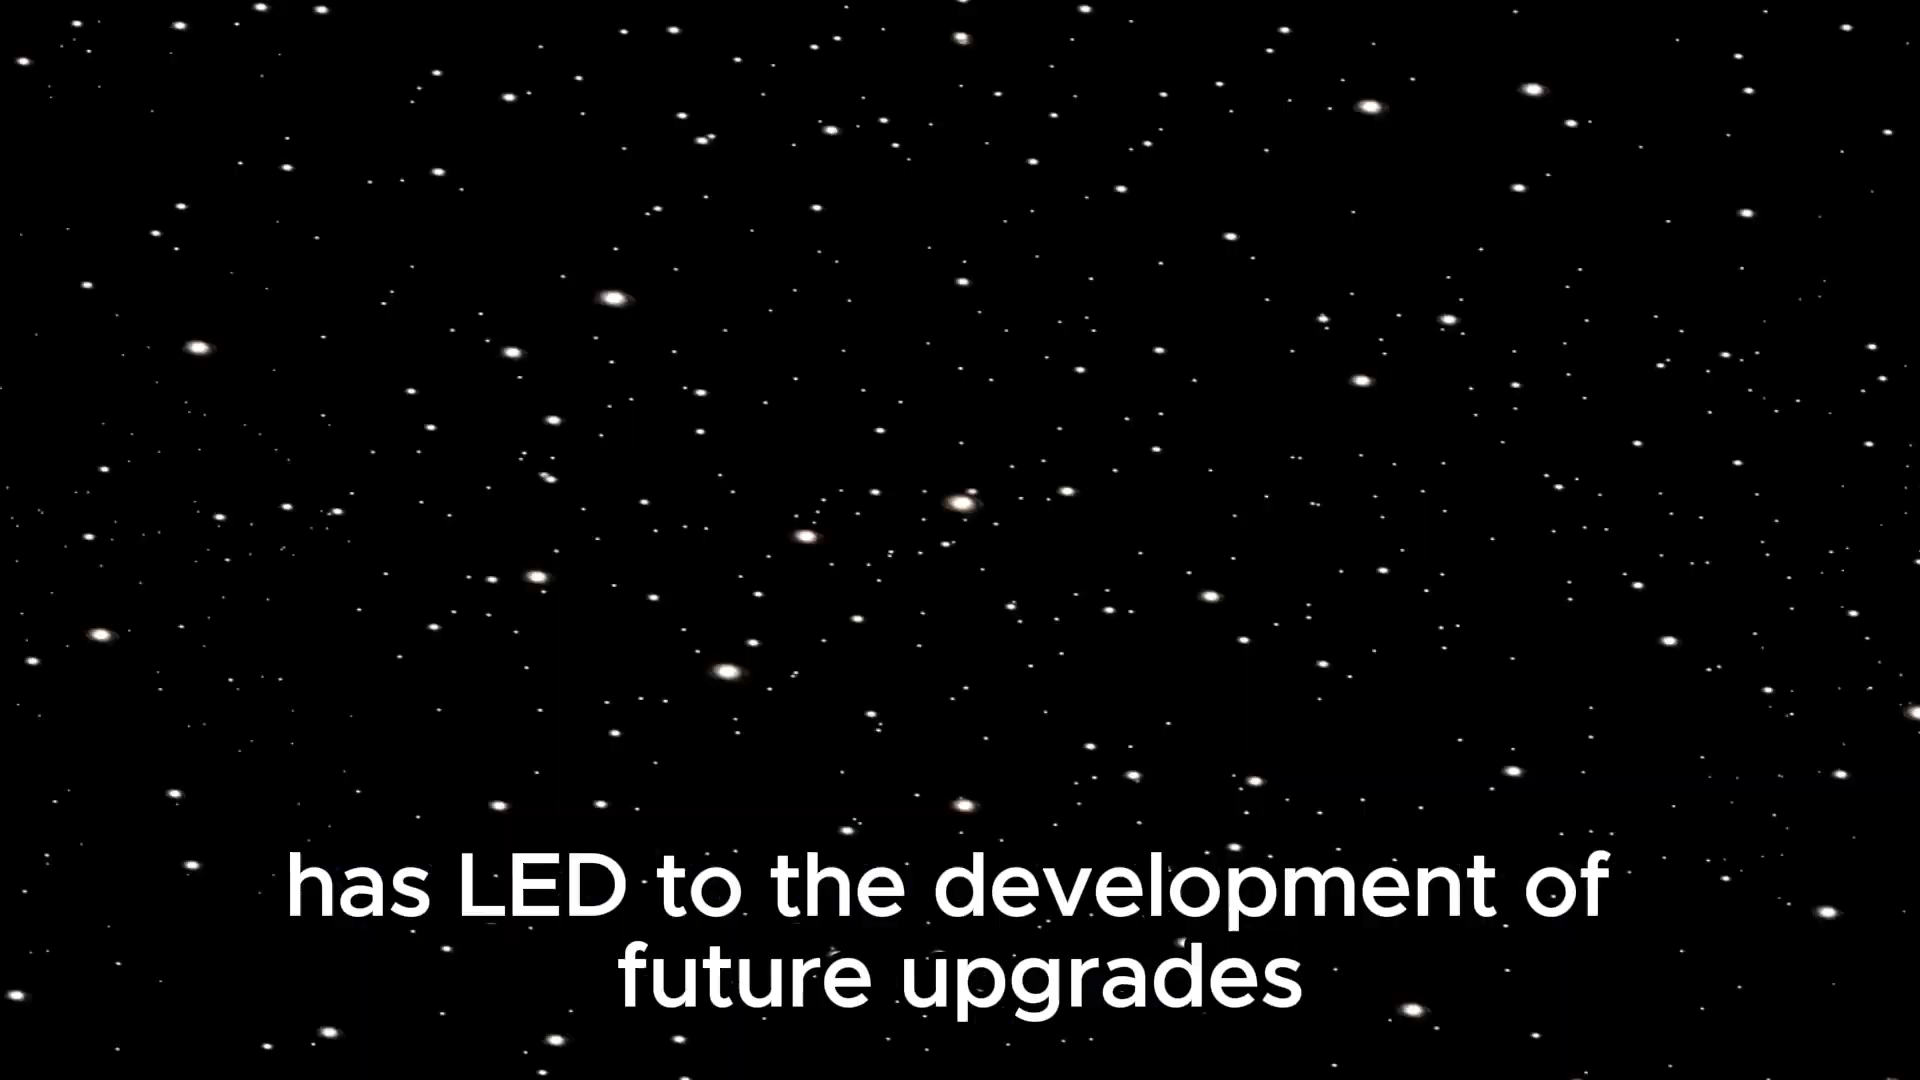 has LED to the development of
future upgrades